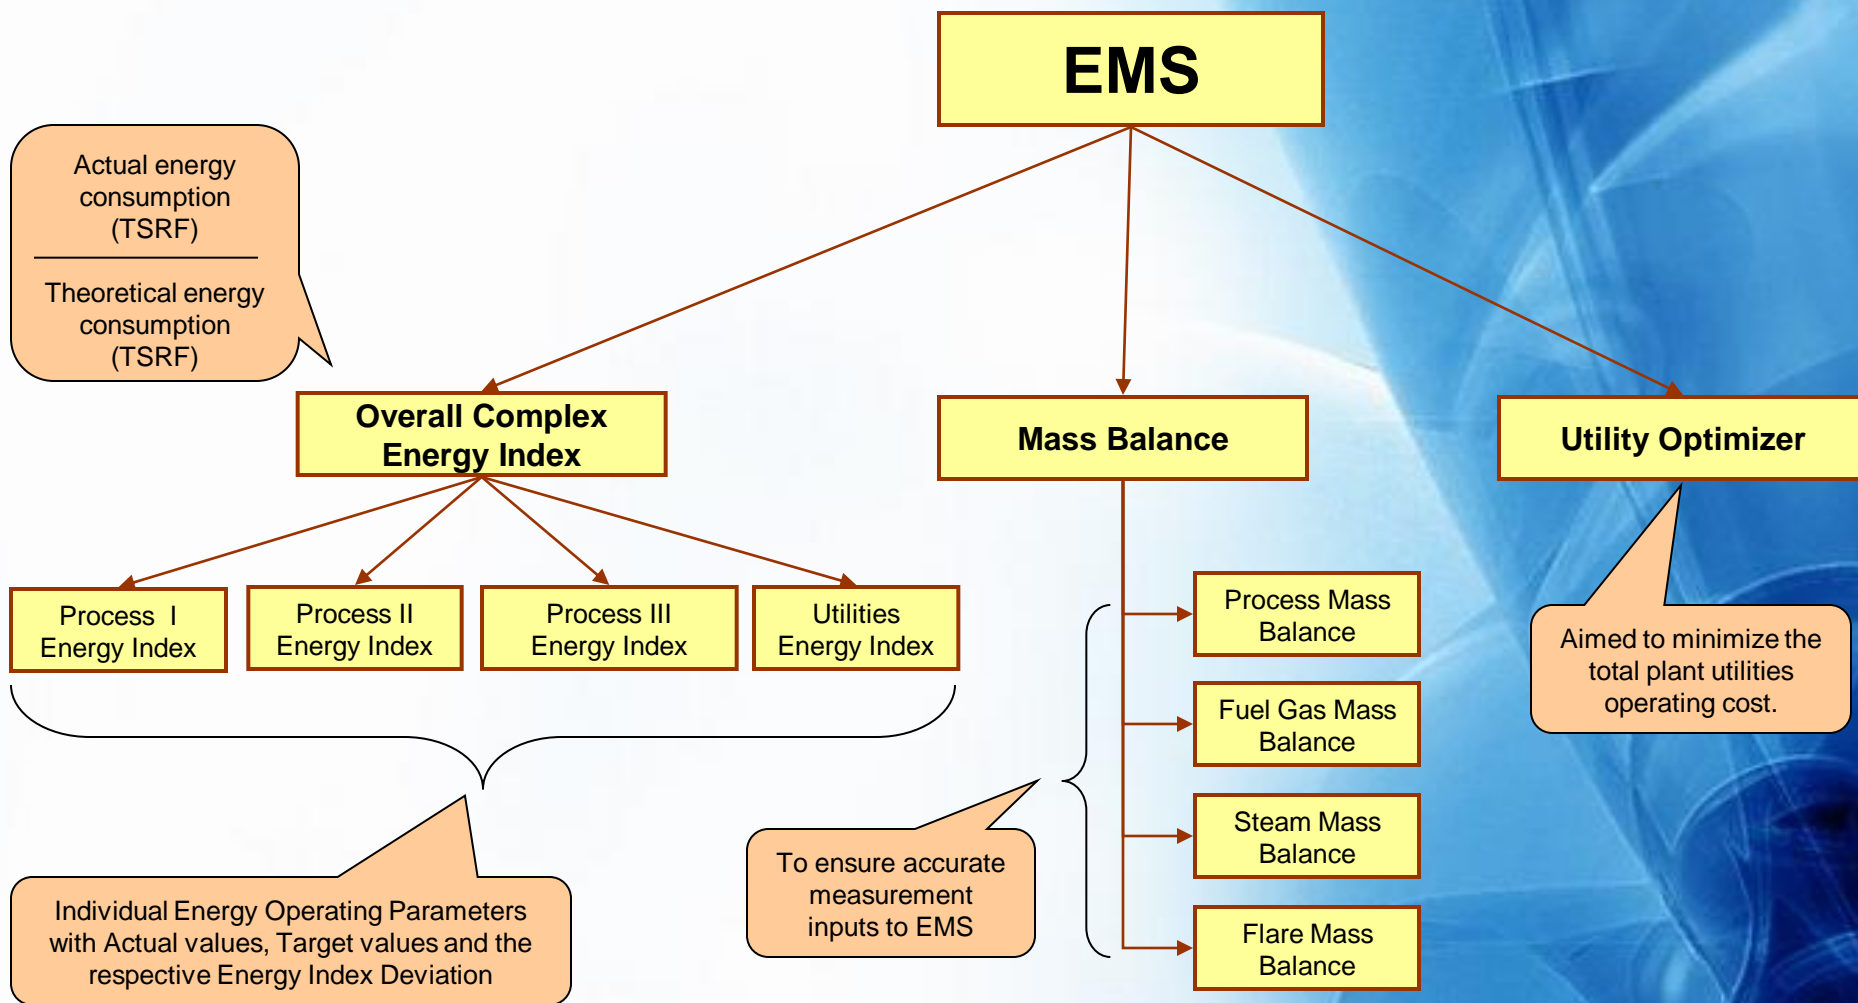 EMS
Actual energy
consumption
(TSRF)
Theoretical energy
consumption
(TSRF)
Overall Complex
Energy Index
Mass Balance
Utility Optimizer
Process I
Energy Index
Process II
Energy Index
Process III
Energy Index
Utilities
Energy Index
Process Mass
Balance
Fuel Gas Mass
Balance
Steam Mass
Balance
Flare Mass
Balance
Aimed to minimize the
total plant utilities
operating cost.
To ensure accurate
measurement
inputs to EMS
Individual Energy Operating Parameters
with Actual values, Target values and the
respective Energy Index Deviation